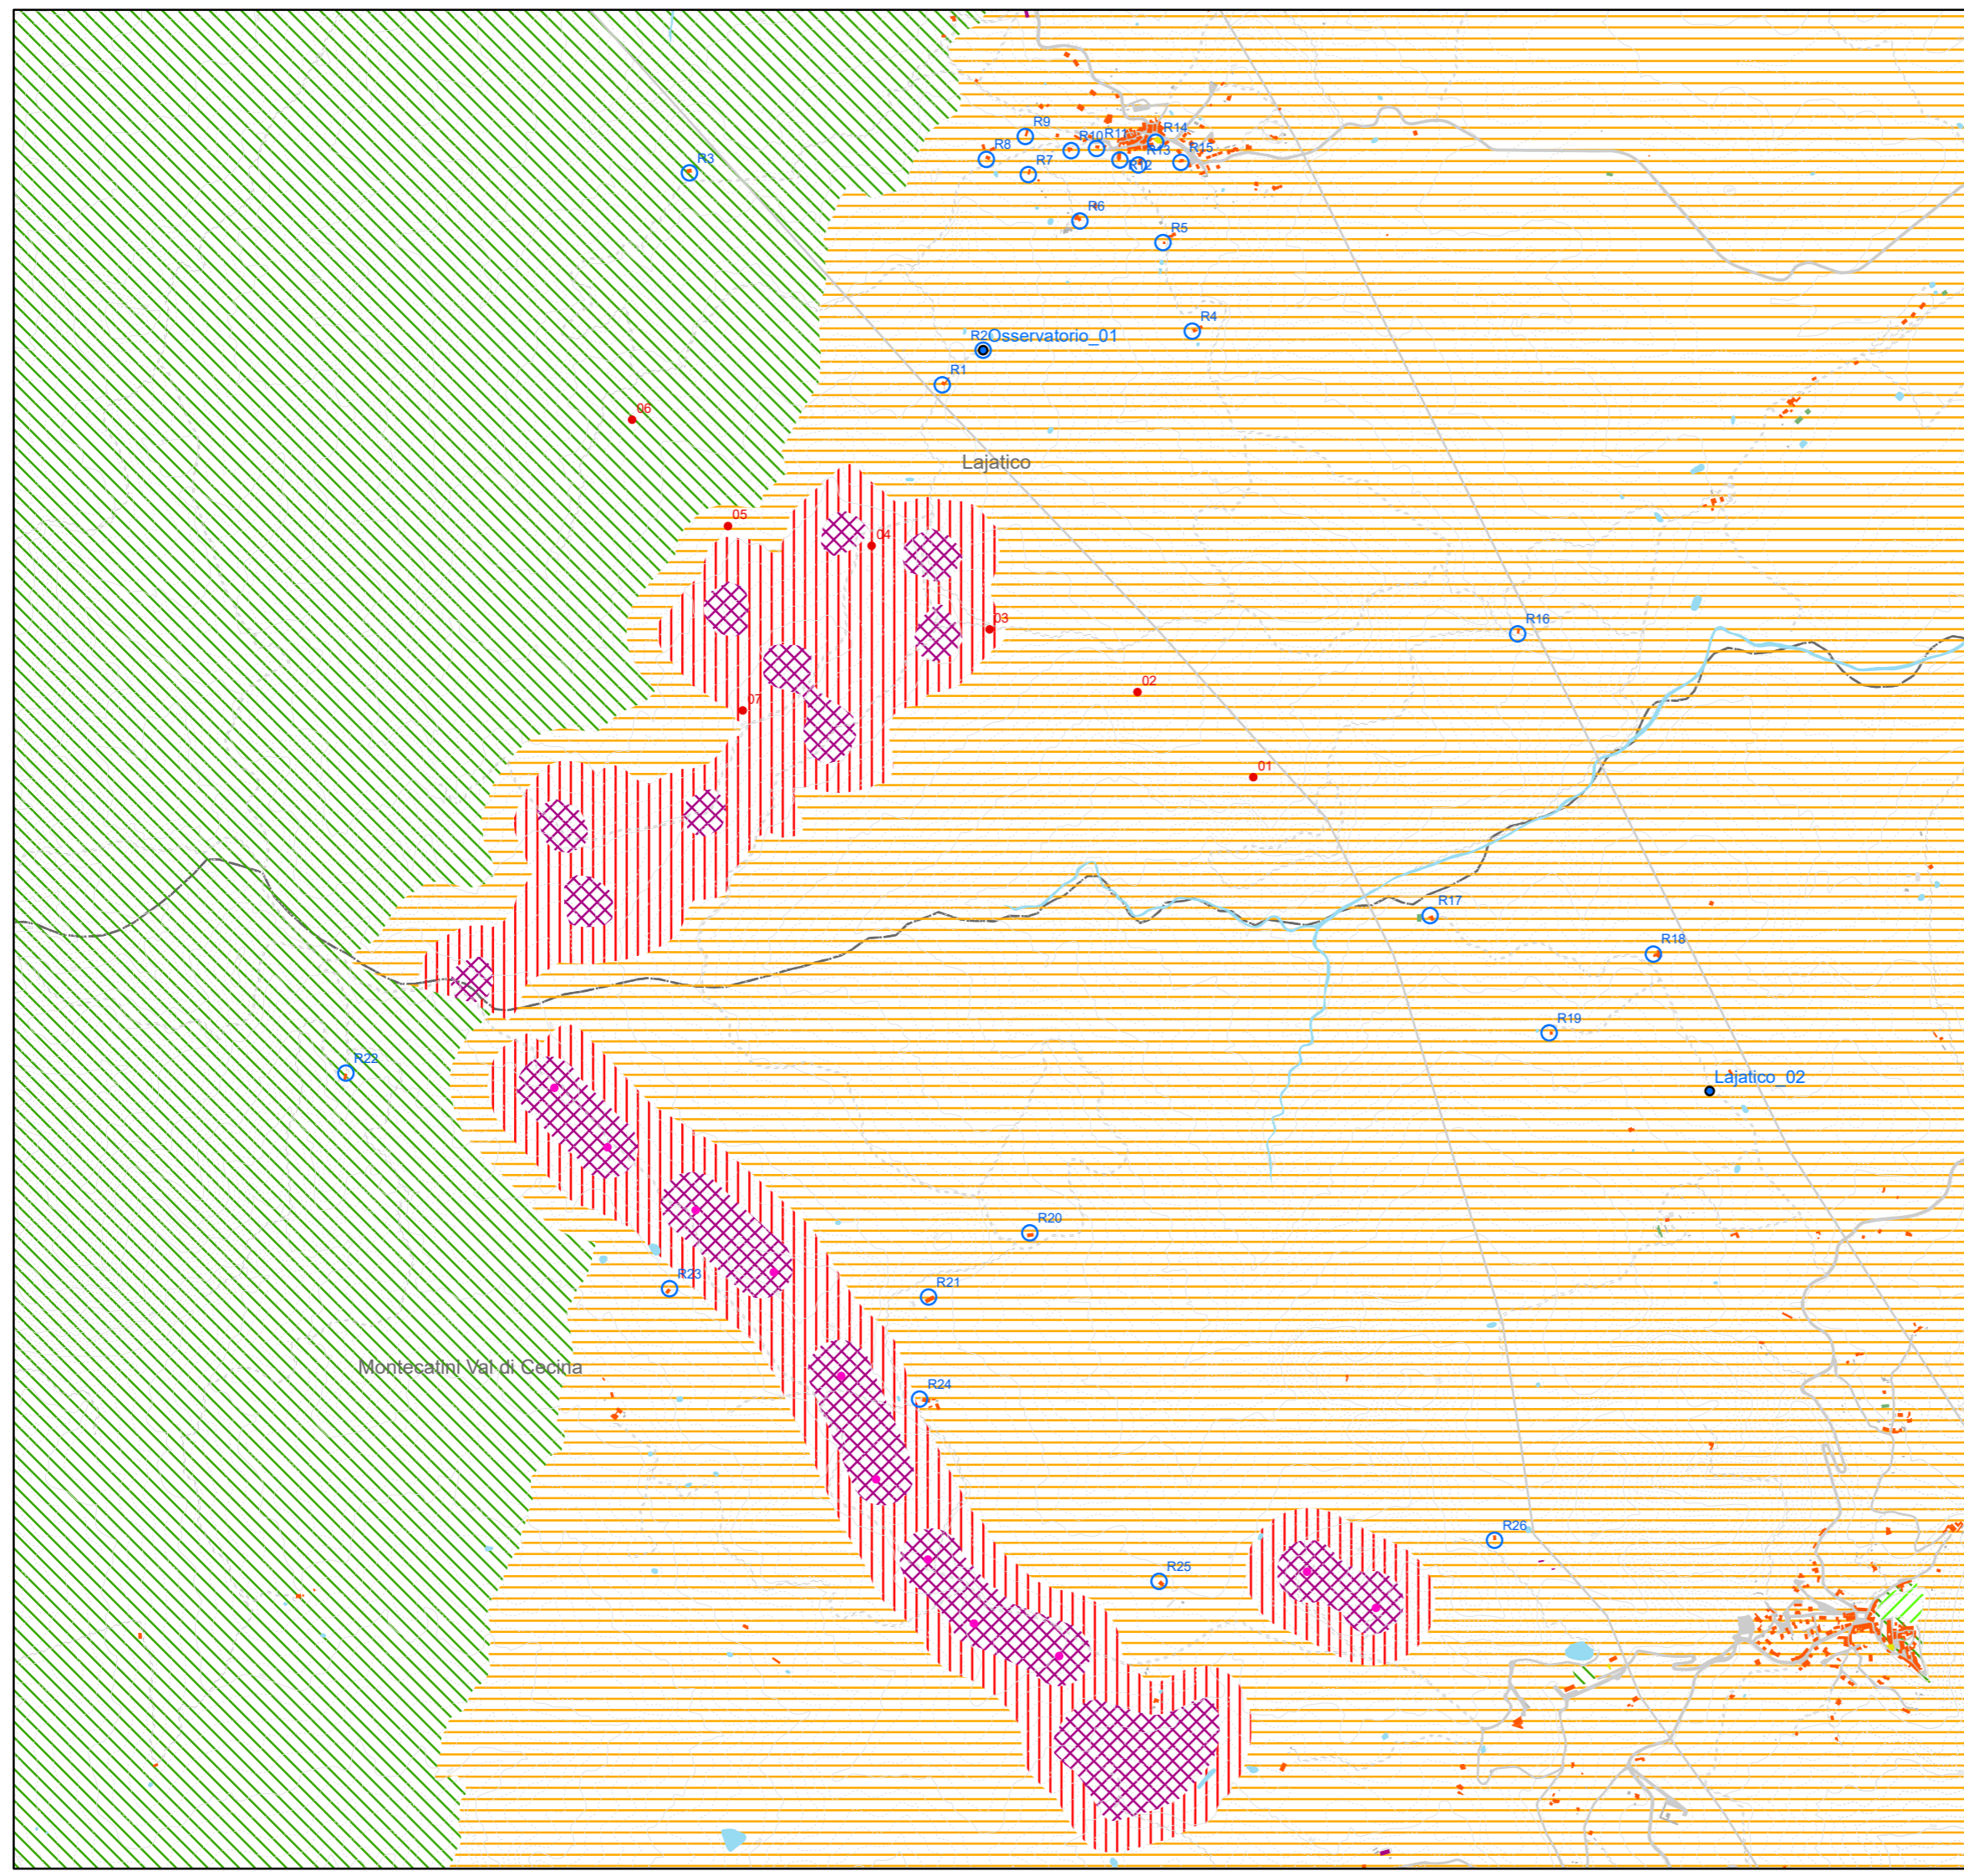 R9
R14
R10
R11
R8
R13
R15
R3
R7
R12
R6
R5
R4
R2
Osservatorio_01
R1
06
Lajatico
05
04
03
R16
02
07
01
R17
R18
R19
R22
Lajatico_02
R20
R23
R21
Montecatini Val di Cecina
R24
R26
R25